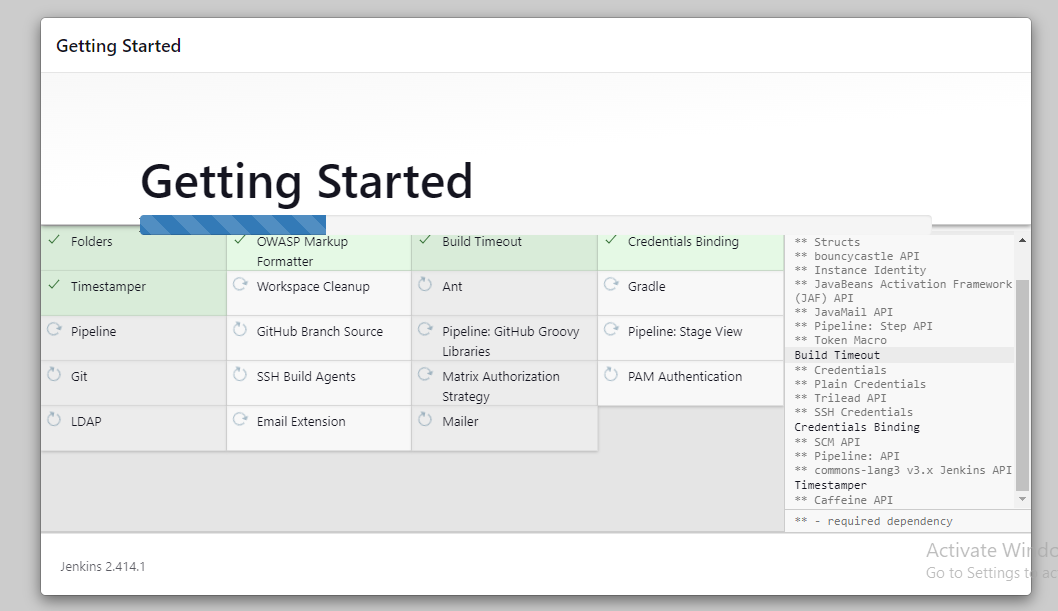 Getting Started
Getting Started
Folders
OWASP Markup
Formatter
Build Timeout
Credentials Binding
Timestamper
Workspace Cleanup
Ant
Gradle
Pipeline
GitHub Branch Source
Pipeline: GitHub Groovy
Libraries
Pipeline: Stage View
Git
SSH Build Agents
Matrix Authorization
Strategy
PAM Authentication
LDAP
Email Extension
Mailer
** Structs
** bouncycastle API
** Instance Identity
** JavaBeans Activation Framework
(JAF) API
** JavaMail API
** Pipeline: Step API
** Token Macro
Build Timeout
** Credentials
** Plain Credentials
** Trilead API
** SSH Credentials
Credentials Binding
** SCM API
** Pipeline: API
** commons-lang3 v3.x Jenkins API
Timestamper
** Caffeine API
** - required dependency
Jenkins 2.414.1
Activate Windo
Go to Settings to ac